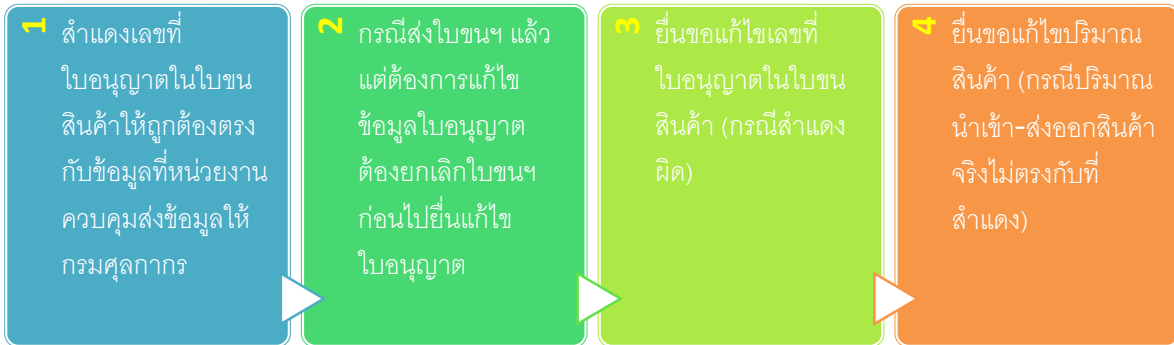 1
สำแดงเลขที่
ใบอนุญาตในใบขน
สินค้าให้ถูกต้องตรง
กับข้อมูลที่หน่วยงาน
ควบคุมส่งข้อมูลให้
กรมศุลกากร
2
กรณีส่งใบขนฯ แล้ว
แต่ต้องการแก้ไข
ข้อมูลใบอนุญาต
ต้องยกเลิกใบขนฯ
ก่อนไปยื่นแก้ไข
ใบอนุญาต
3
ยื่นขอแก้ไขเลขที่
ใบอนุญาตในใบขน
สินค้า (กรณีสำแดง
ผิด)
4
ยื่นขอแก้ไขปริมาณ
สินค้า (กรณีปริมาณ
นำเข้า-ส่งออกสินค้า
จริงไม่ตรงกับที่
สำแดง)